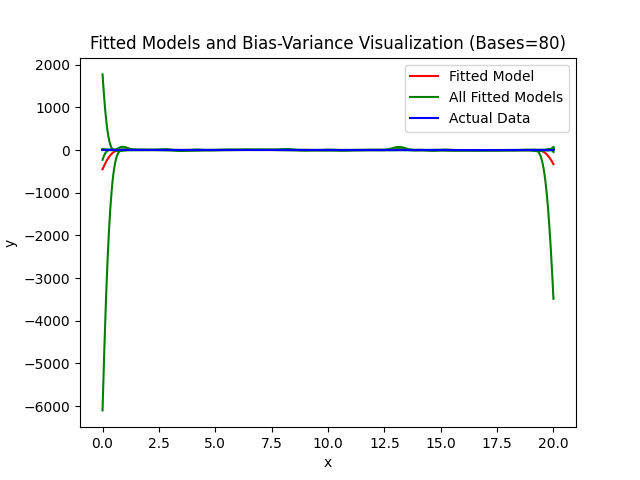 Fitted Models and Bias-Variance Visualization (Bases=80)
Fitted Model
All Fitted Models
Actual Data
y
2000
1000
0
−1000
−2000
−3000
−4000
−5000
−6000
0.0 2.5 5.0 7.5 10.0 12.5 15.0 17.5 20.0
x